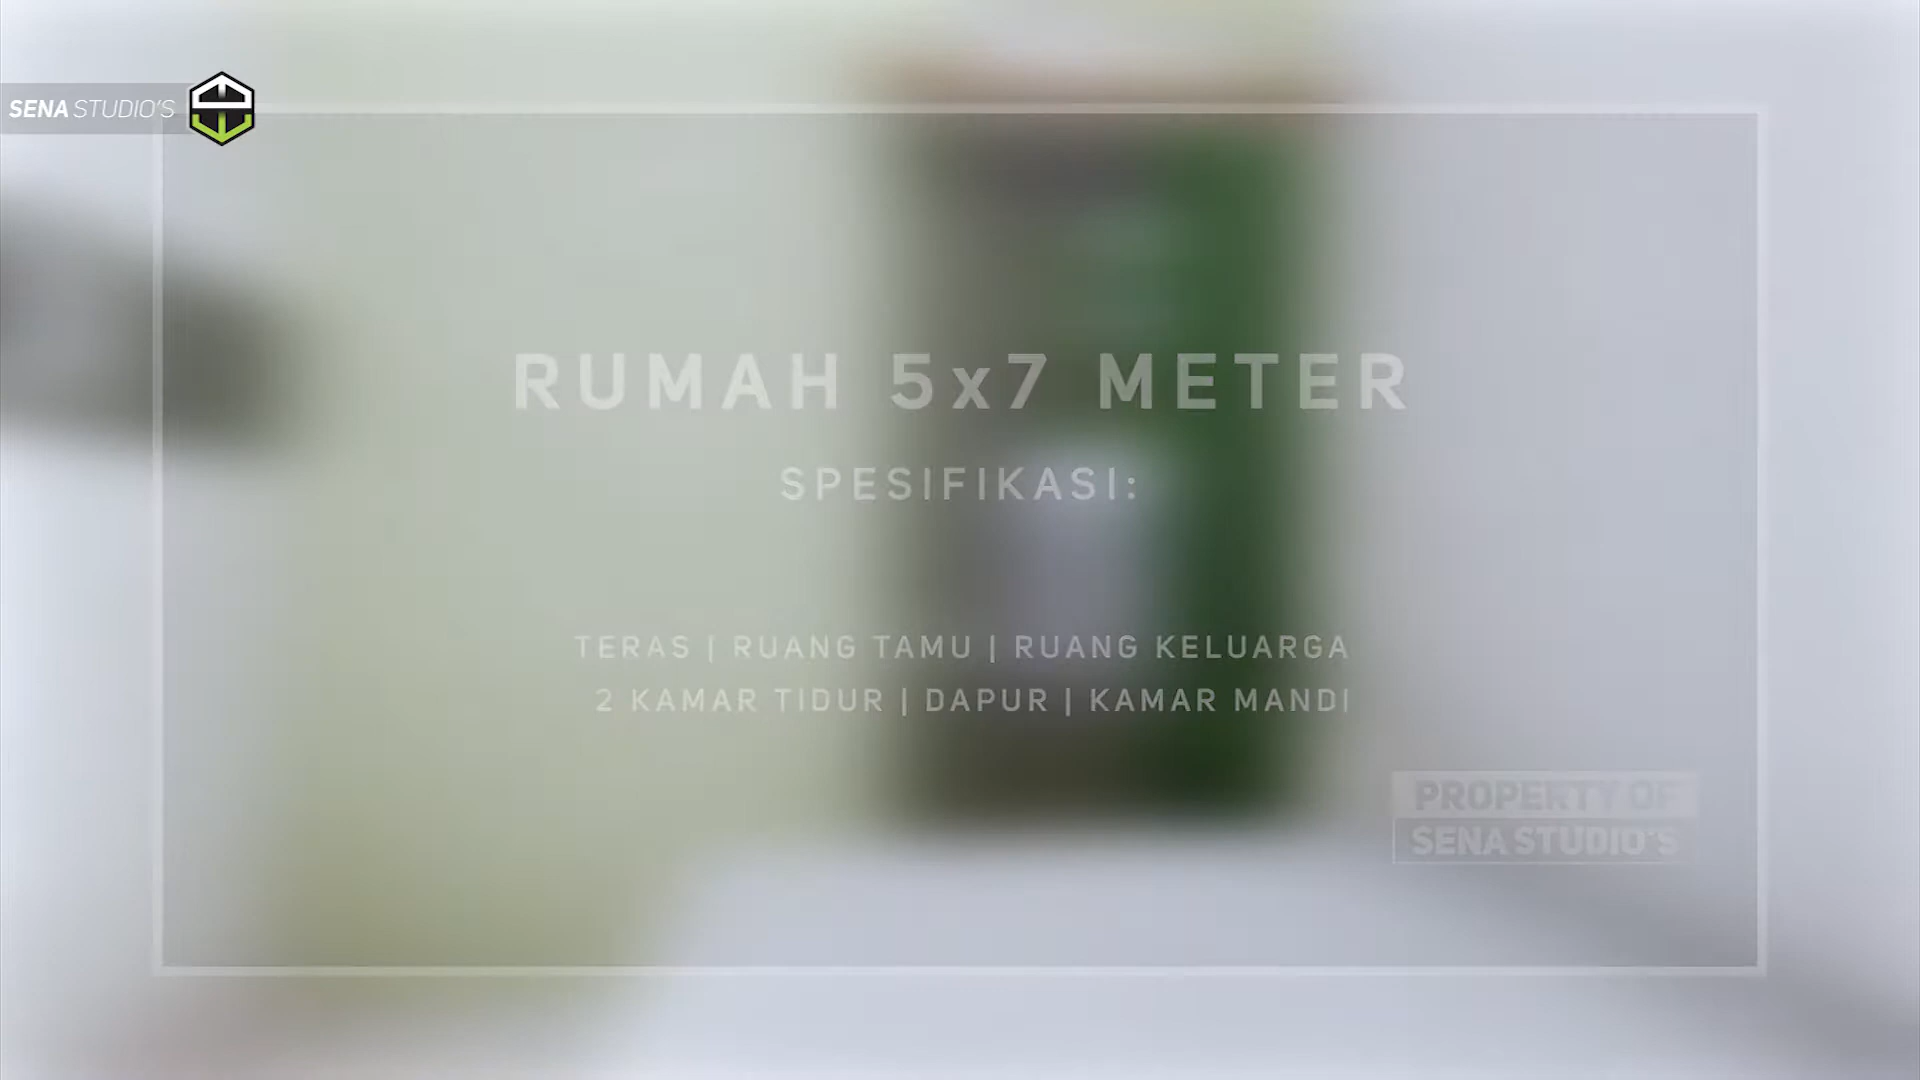 SENA STUDIO'S
RUMAH 5x7 METER
SPESIFIKASI:
TERAS | RUANG TAMU | RUANG KELUARGA
2 KAMAR TIDUR | DAPUR | KAMAR MANDI
PROPERTY OF
SENA STUDIO'S